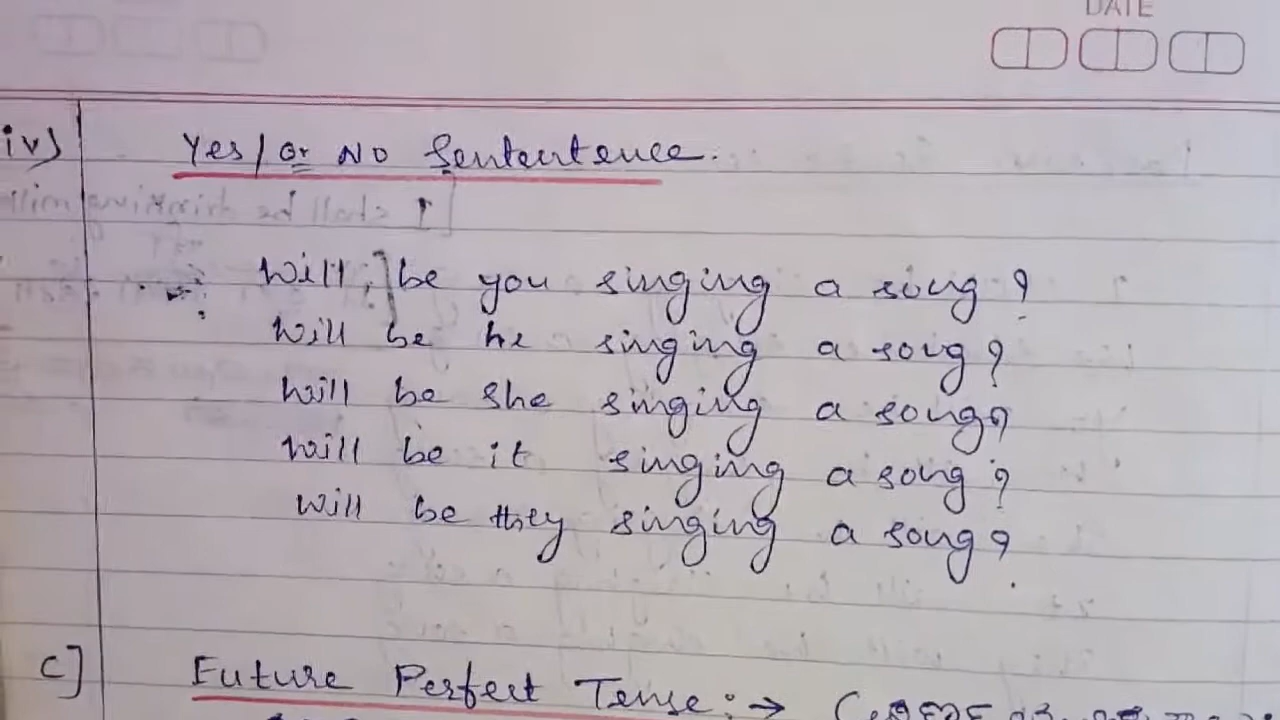 DATE
iv) Yes/ or No Sentutence.
Will, be you singing a song ?
Will be he singing a song ?
Will be she singing a song?
Will be it singing a song ?
Will be they singing a song ?
c] Future Perfect Tense :→